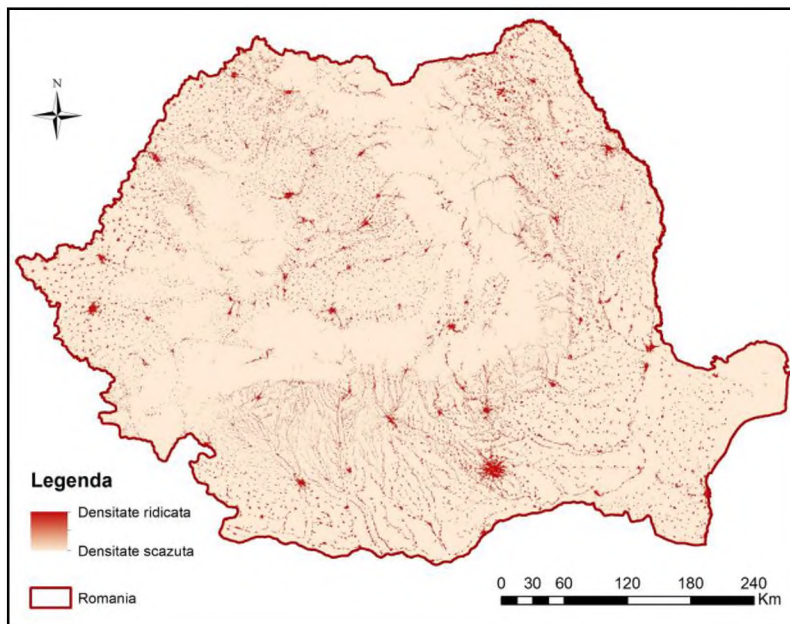 N
Legenda
Densitate ridicata
Densitate scazuta
Romania
0 30 60 120 180 240
Km